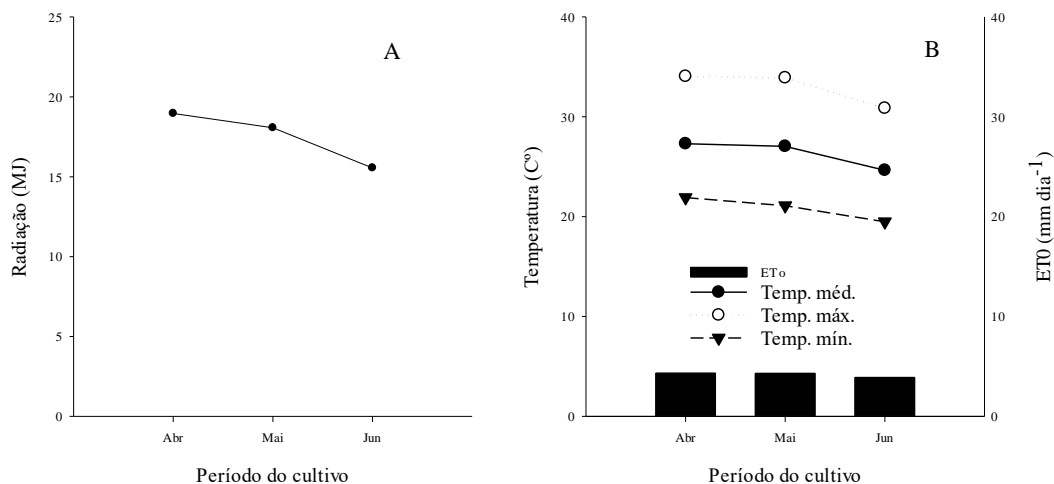 A
Radiação (MJ)
25
20
15
10
5
0
Abr
Mai
Jun
Período do cultivo
B
Temperatura (Cº)
40
30
20
10
0
ETo
Temp. méd.
Temp. máx.
Temp. mín.
Abr
Mai
Jun
Período do cultivo
40
30
20
10
0
ET0 (mm dia-1)